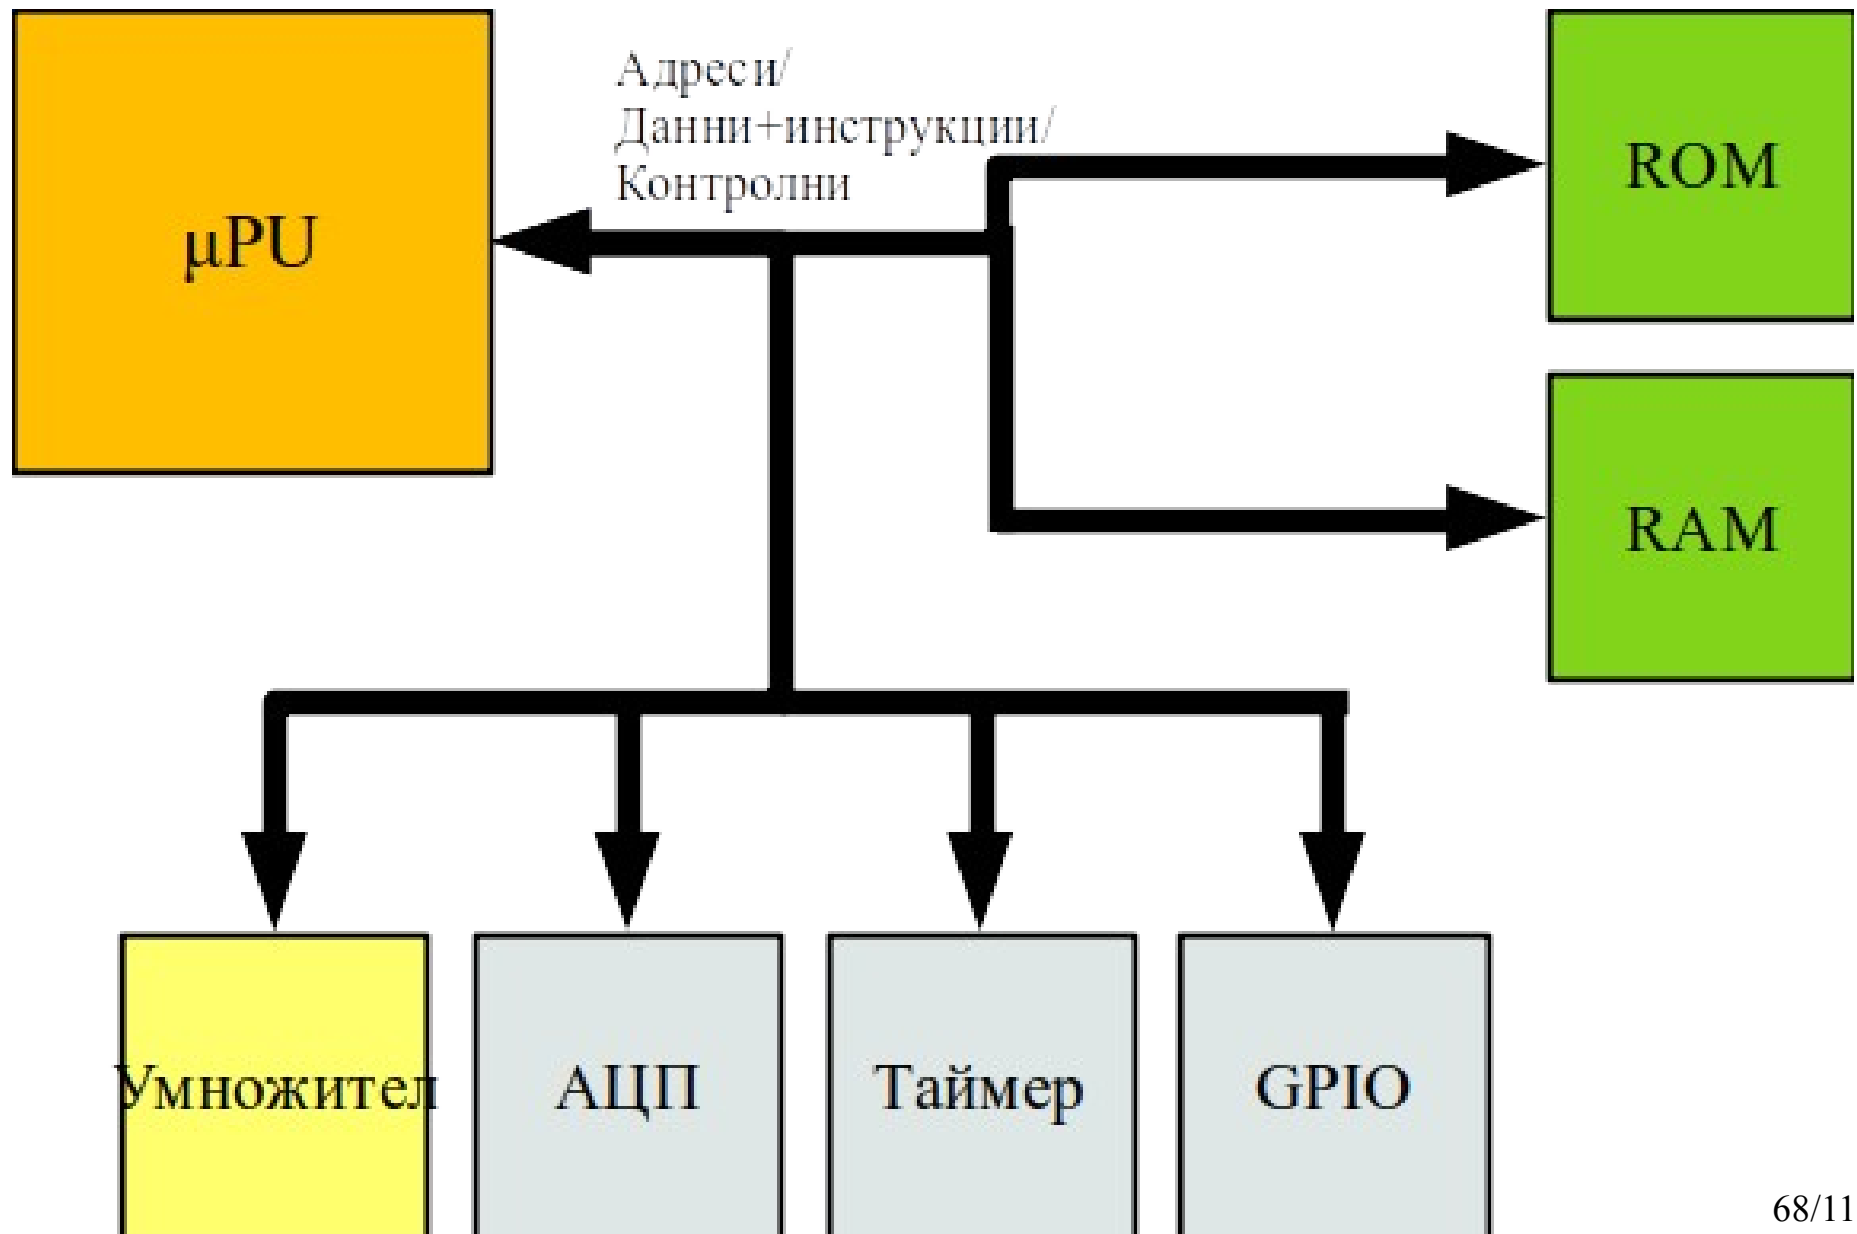 Адреси/
Данни+инструкции/
Контролни
μPU
ROM
RAM
Умножител
АЦП
Таймер
GPIO
68/11